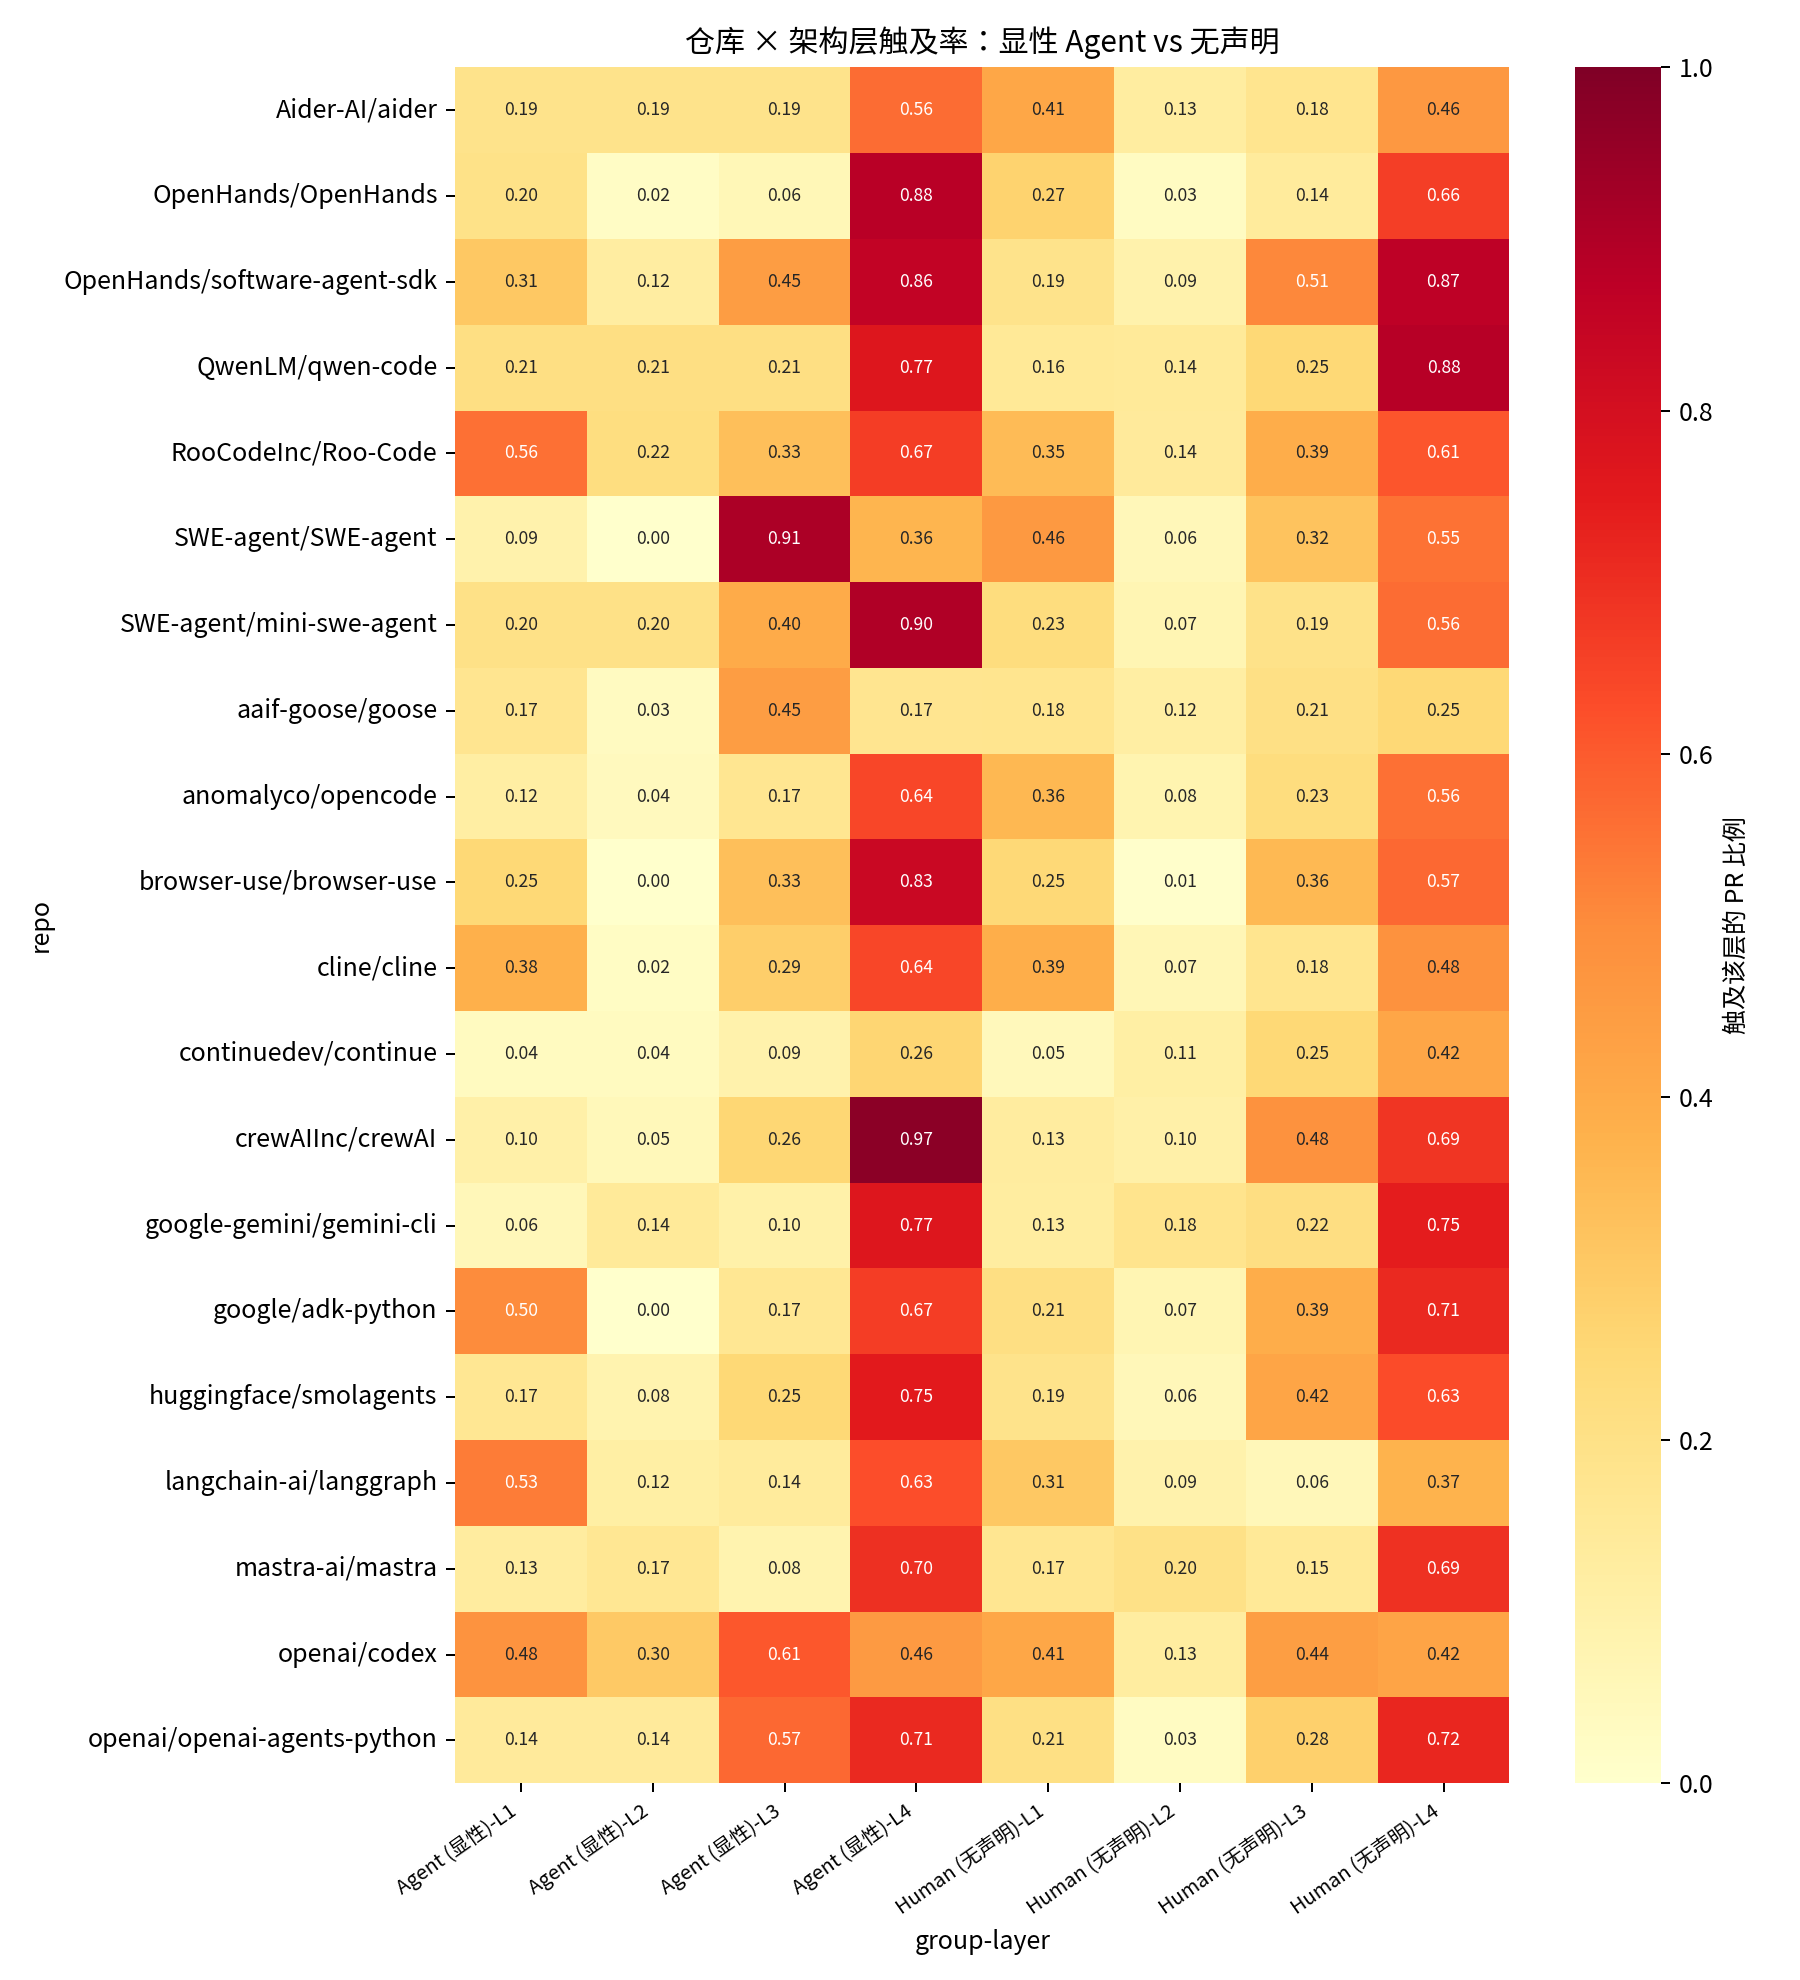 仓库 × 架构层触及率：显性 Agent vs 无声明
Aider-AI/aider 0.19 0.19 0.19 0.56 0.41 0.13 0.18 0.46
OpenHands/OpenHands 0.20 0.02 0.06 0.88 0.27 0.03 0.14 0.66
OpenHands/software-agent-sdk 0.31 0.12 0.45 0.86 0.19 0.09 0.51 0.87
QwenLM/qwen-code 0.21 0.21 0.21 0.77 0.16 0.14 0.25 0.88
RooCodeInc/Roo-Code 0.56 0.22 0.33 0.67 0.35 0.14 0.39 0.61
SWE-agent/SWE-agent 0.09 0.00 0.91 0.36 0.46 0.06 0.32 0.55
SWE-agent/mini-swe-agent 0.20 0.20 0.40 0.90 0.23 0.07 0.19 0.56
aaif-goose/goose 0.17 0.03 0.45 0.17 0.18 0.12 0.21 0.25
anomalyco/opencode 0.12 0.04 0.17 0.64 0.36 0.08 0.23 0.56
browser-use/browser-use 0.25 0.00 0.33 0.83 0.25 0.01 0.36 0.57
cline/cline 0.38 0.02 0.29 0.64 0.39 0.07 0.18 0.48
continuedev/continue 0.04 0.04 0.09 0.26 0.05 0.11 0.25 0.42
crewAIInc/crewAI 0.10 0.05 0.26 0.97 0.13 0.10 0.48 0.69
google-gemini/gemini-cli 0.06 0.14 0.10 0.77 0.13 0.18 0.22 0.75
google/adk-python 0.50 0.00 0.17 0.67 0.21 0.07 0.39 0.71
huggingface/smolagents 0.17 0.08 0.25 0.75 0.19 0.06 0.42 0.63
langchain-ai/langgraph 0.53 0.12 0.14 0.63 0.31 0.09 0.06 0.37
mastra-ai/mastra 0.13 0.17 0.08 0.70 0.17 0.20 0.15 0.69
openai/codex 0.48 0.30 0.61 0.46 0.41 0.13 0.44 0.42
openai/openai-agents-python 0.14 0.14 0.57 0.71 0.21 0.03 0.28 0.72
repo
Agent (显性)-L1
Agent (显性)-L2
Agent (显性)-L3
Agent (显性)-L4
Human (无声明)-L1
Human (无声明)-L2
Human (无声明)-L3
Human (无声明)-L4
group-layer
1.0
0.8
0.6
0.4
0.2
0.0
触及该层的 PR 比例